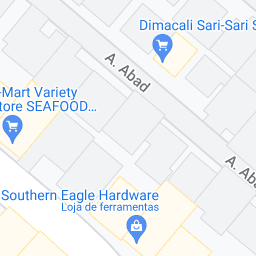 Dimacali Sari-Sari S
A. Abad
-Mart Variety
tore SEAFOOD...
A. Aba
Southern Eagle Hardware
Loja de ferramentas